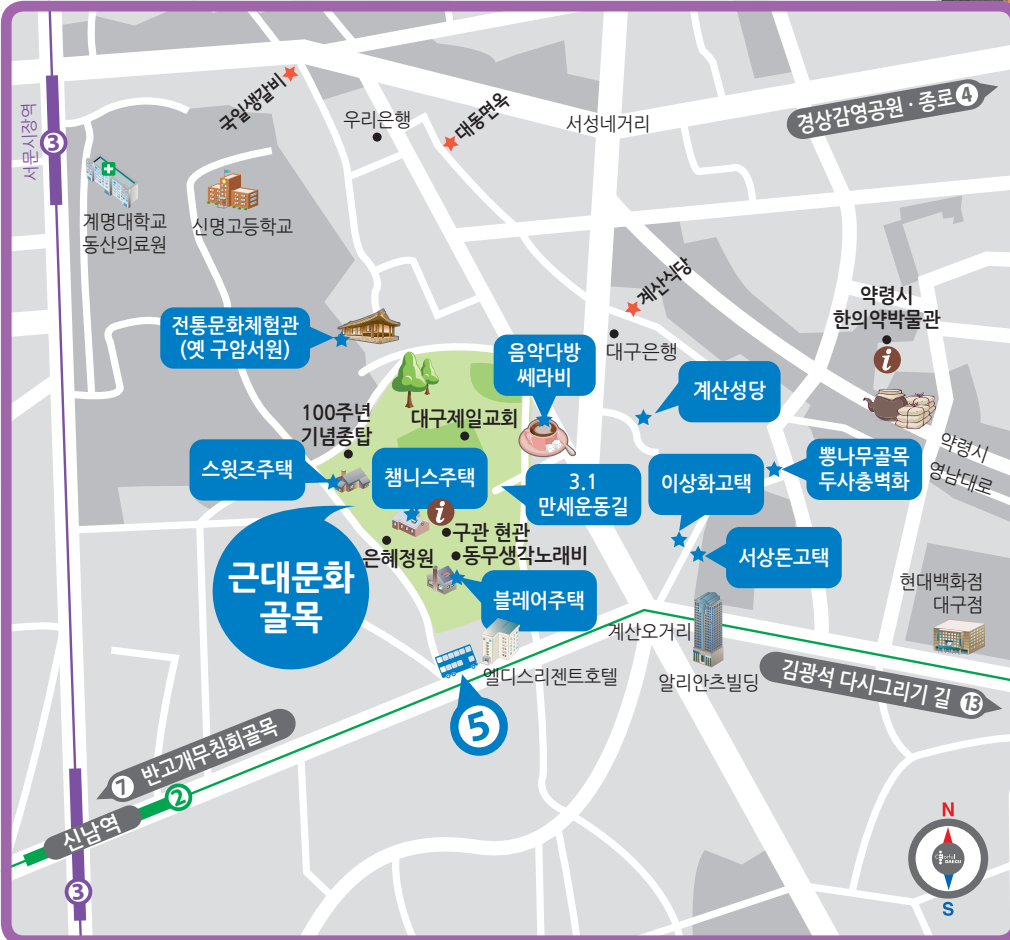 서문시장역
3
국일생갈비
우리은행
대동면옥
서성네거리
경상감영공원 · 종로 4
계명대학교
동산의료원
신명고등학교
계산식당
약령시
한의약박물관
i
전통문화체험관
(옛 구암서원)
음악다방
쎄라비
대구은행
계산성당
100주년
기념종탑
대구제일교회
약령시
영남대로
스윗즈주택
챔니스주택
3.1
만세운동길
이상화고택
뽕나무골목
두사충벽화
i
구관 현관
동무생각노래비
은혜정원
서상돈고택
근대문화
골목
블레어주택
현대백화점
대구점
계산오거리
엘디스리젠트호텔
알리안츠빌딩
김광석 다시그리기 길 13
5
7 반고개무침회골목
2
신남역
3
N
S